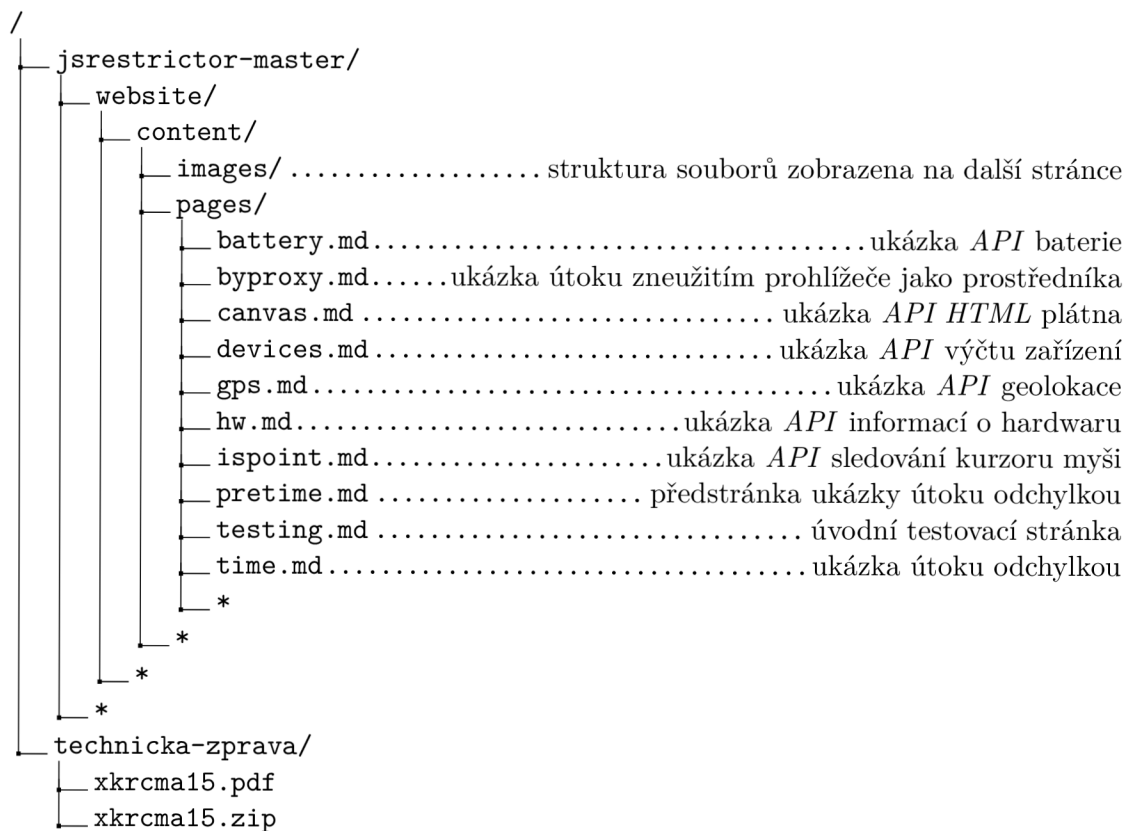 /
jsrestrictor-master/
website/
content/
images/ ................... struktura souborů zobrazena na další stránce
pages/
battery.md.....................................ukázka API baterie
byproxy.md......ukázka útoku zneužitím prohlížeče jako prostředníka
canvas.md ............................... ukázka API HTML plátna
devices.md .............................. ukázka API výčtu zařízení
gps.md.......................................ukázka API geolokace
hw.md.............................ukázka API informací o hardwaru
ispoint.md......................ukázka API sledování kurzoru myši
pretime.md .................... předstránka ukázky útoku odchylkou
testing.md ................................ úvodní testovací stránka
time.md....................................ukázka útoku odchylkou
*
*
*
*
technicka-zprava/
xkrcma15.pdf
xkrcma15.zip